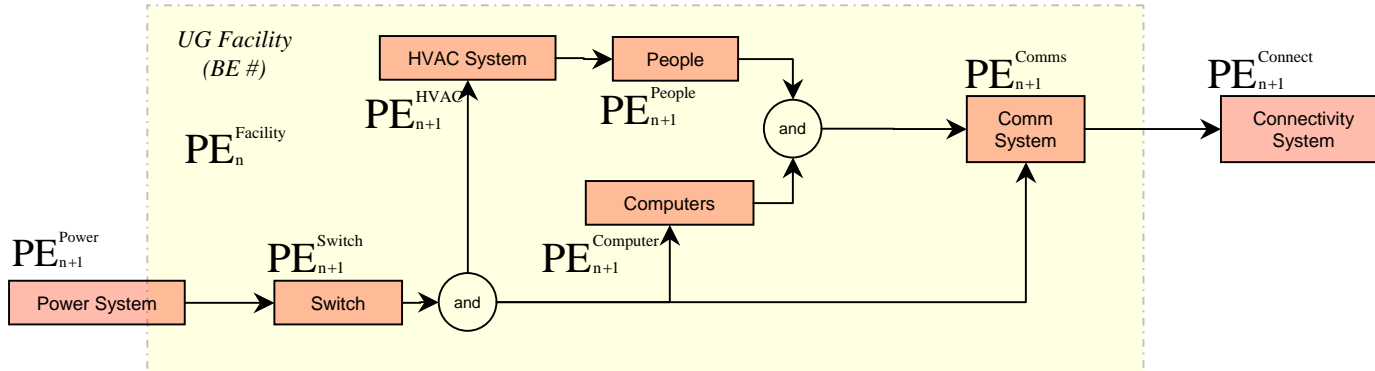 UG Facility
(BE #)
HVAC System
People
PE n+1 HVAC
PE n+1 People
PE n+1 Comms
PE n+1 Connect
PE n Facility
and
Comm
System
Connectivity
System
Computers
PE n+1 Power
PE n+1 Switch
PE n+1 Computer
Power System
Switch
and